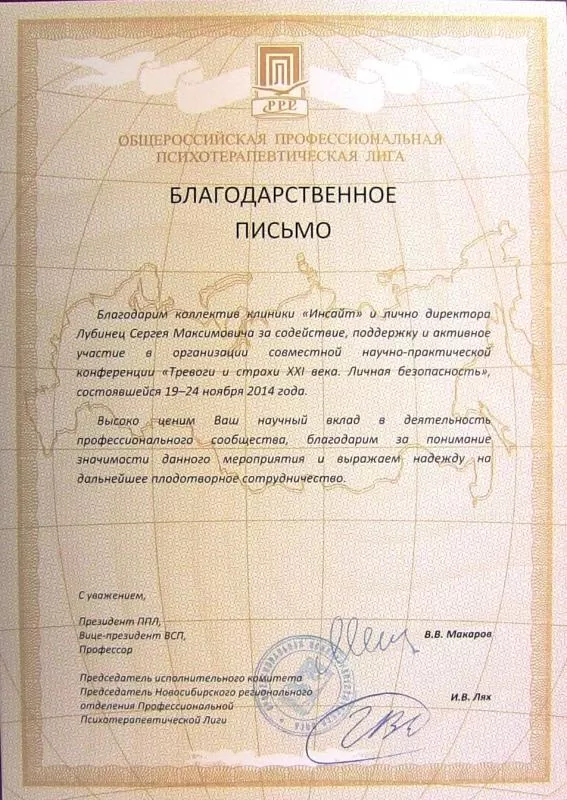 РРР
ОБЩЕРОССИЙСКАЯ ПРОФЕССИОНАЛЬНАЯ
ПСИХОТЕРАПЕВТИЧЕСКАЯ ЛИГА
БЛАГОДАРСТВЕННОЕ
ПИСЬМО
Благодарим коллектив клиники «Инсайт» и лично директора
Лубинец Сергея Максимовича за содействие, поддержку и активное
участие в организации совместной научно-практической
конференции «Тревоги и страхи XXI века. Личная безопасность»,
состоявшейся 19–24 ноября 2014 года.
Высоко ценим Ваш научный вклад в деятельность
профессионального сообщества, благодарим за понимание
значимости данного мероприятия и выражаем надежду на
дальнейшее плодотворное сотрудничество.
С уважением,
Президент ППЛ,
Вице-президент ВСП,
Профессор
В.В. Макаров
Председатель исполнительного комитета
Председатель Новосибирского регионального
отделения Профессиональной
Психотерапевтической Лиги
И.В. Лях